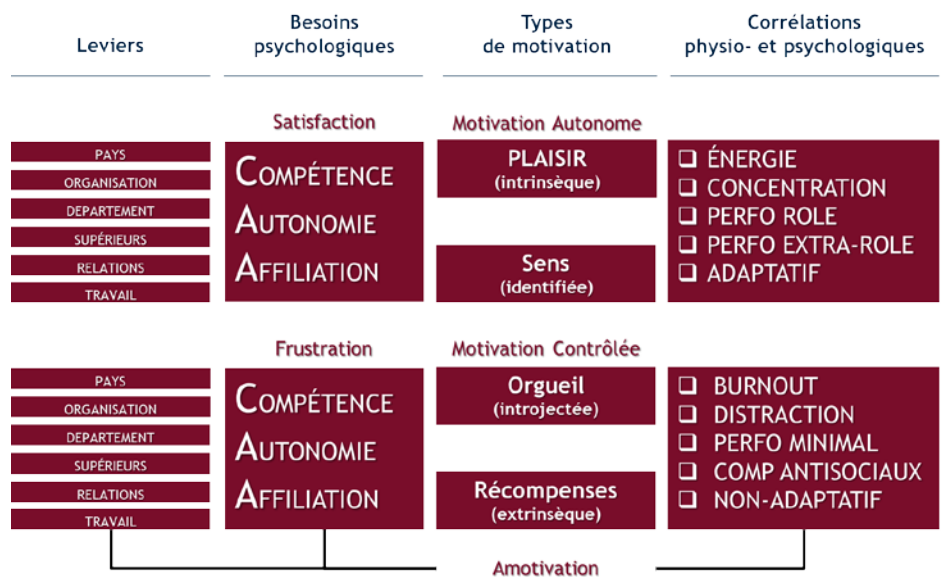 Leviers
Besoins
psychologiques
Types
de motivation
Corrélations
physio- et psychologiques
Satisfaction
Motivation Autonome
PAYS
ORGANISATION
DEPARTEMENT
SUPÉRIEURS
RELATIONS
TRAVAIL
COMPÉTENCE
AUTONOMIE
AFFILIATION
PLAISIR
(intrinsèque)
Sens
(identifiée)
ÉNERGIE
CONCENTRATION
PERFO ROLE
PERFO EXTRA-ROLE
ADAPTATIF
Frustration
Motivation Contrôlée
PAYS
ORGANISATION
DEPARTEMENT
SUPÉRIEURS
RELATIONS
TRAVAIL
COMPÉTENCE
AUTONOMIE
AFFILIATION
Orgueil
(introjectée)
Récompenses
(extrinsèque)
BURNOUT
DISTRACTION
PERFO MINIMAL
COMP ANTISOCIAUX
NON-ADAPTATIF
Amotivation